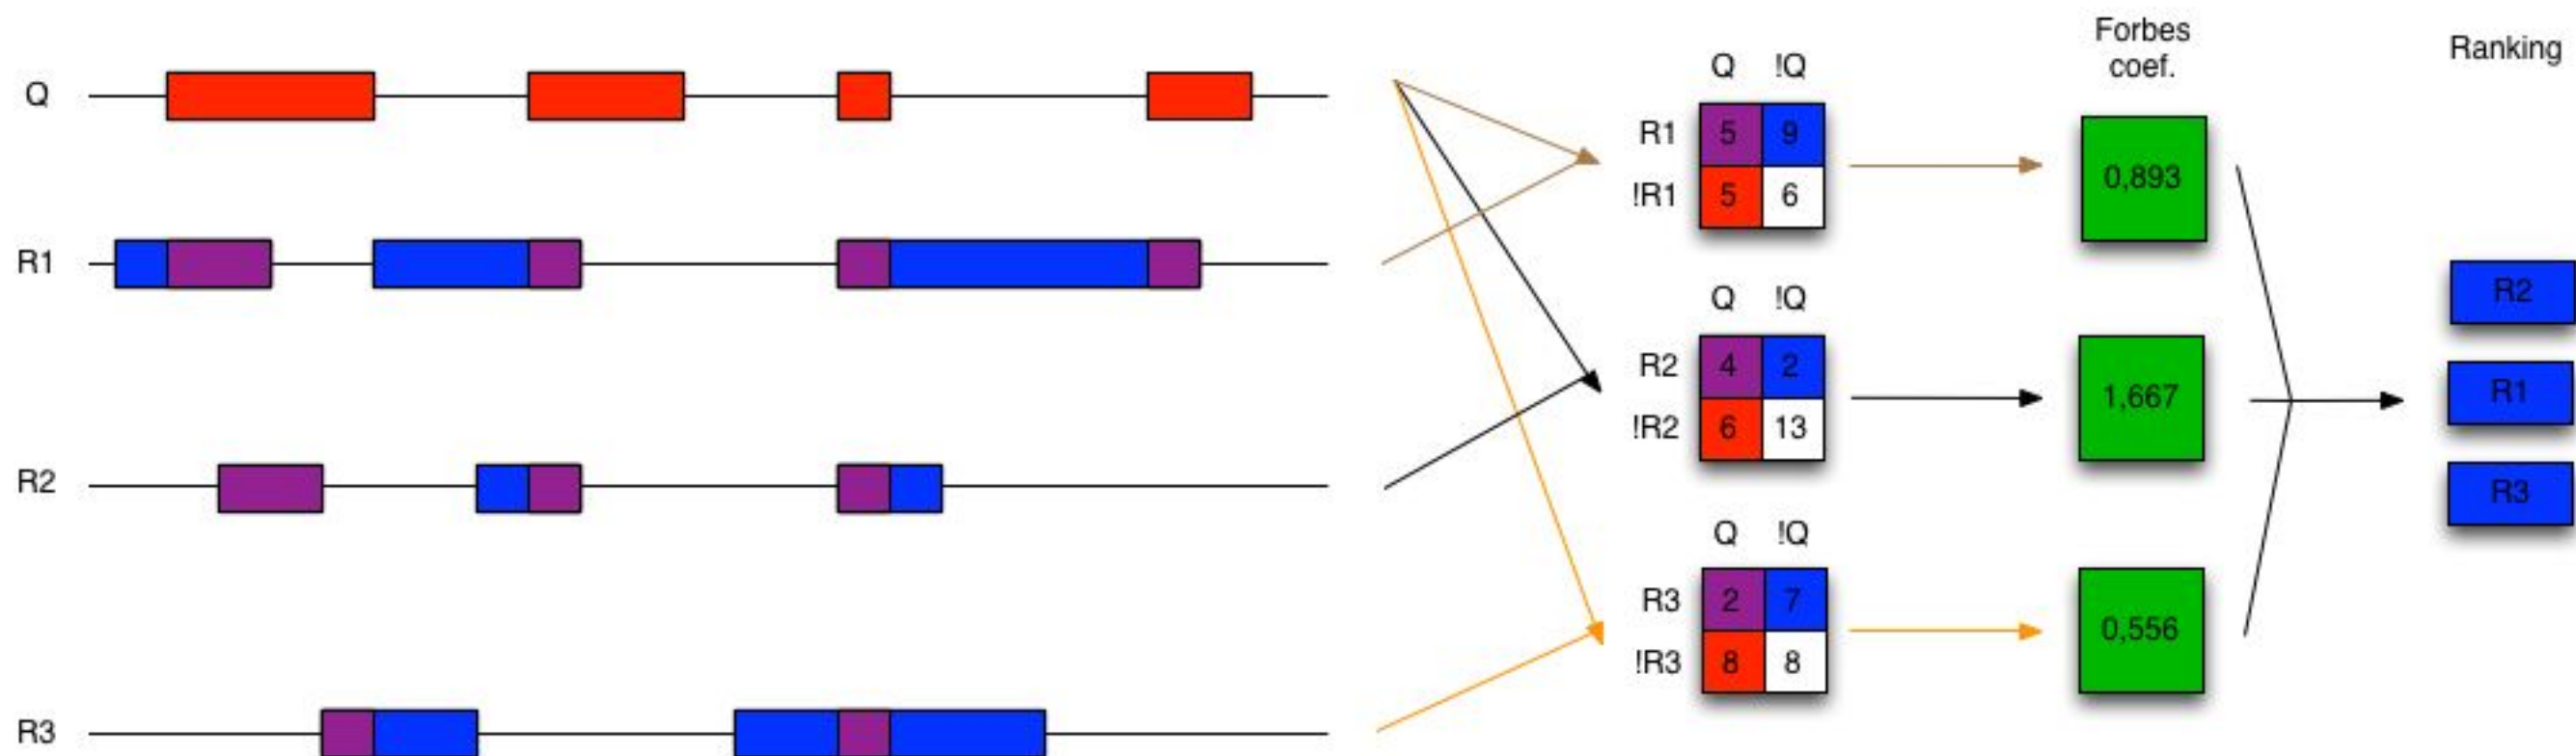 Q
R1
R2
R3
Q !Q
R1 5 9
!R1 5 6
Q !Q
R2 4 2
!R2 6 13
Q !Q
R3 2 7
!R3 8 8
Forbes
coef.
0,893
1,667
0,556
Ranking
R2
R1
R3